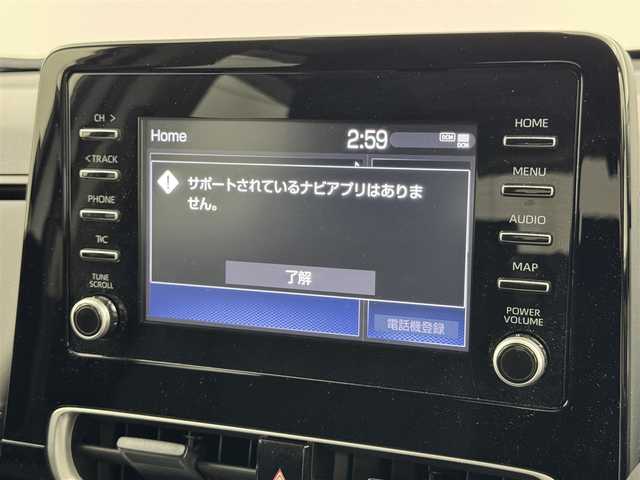 CH >
< TRACK
PHONE
T/C
TUNE
SCROLL
Home
2:59
DCM
DCM
サポートされているナビアプリはありま
せん。
了解
電話機登録
HOME
MENU
AUDIO
MAP
POWER
VOLUME